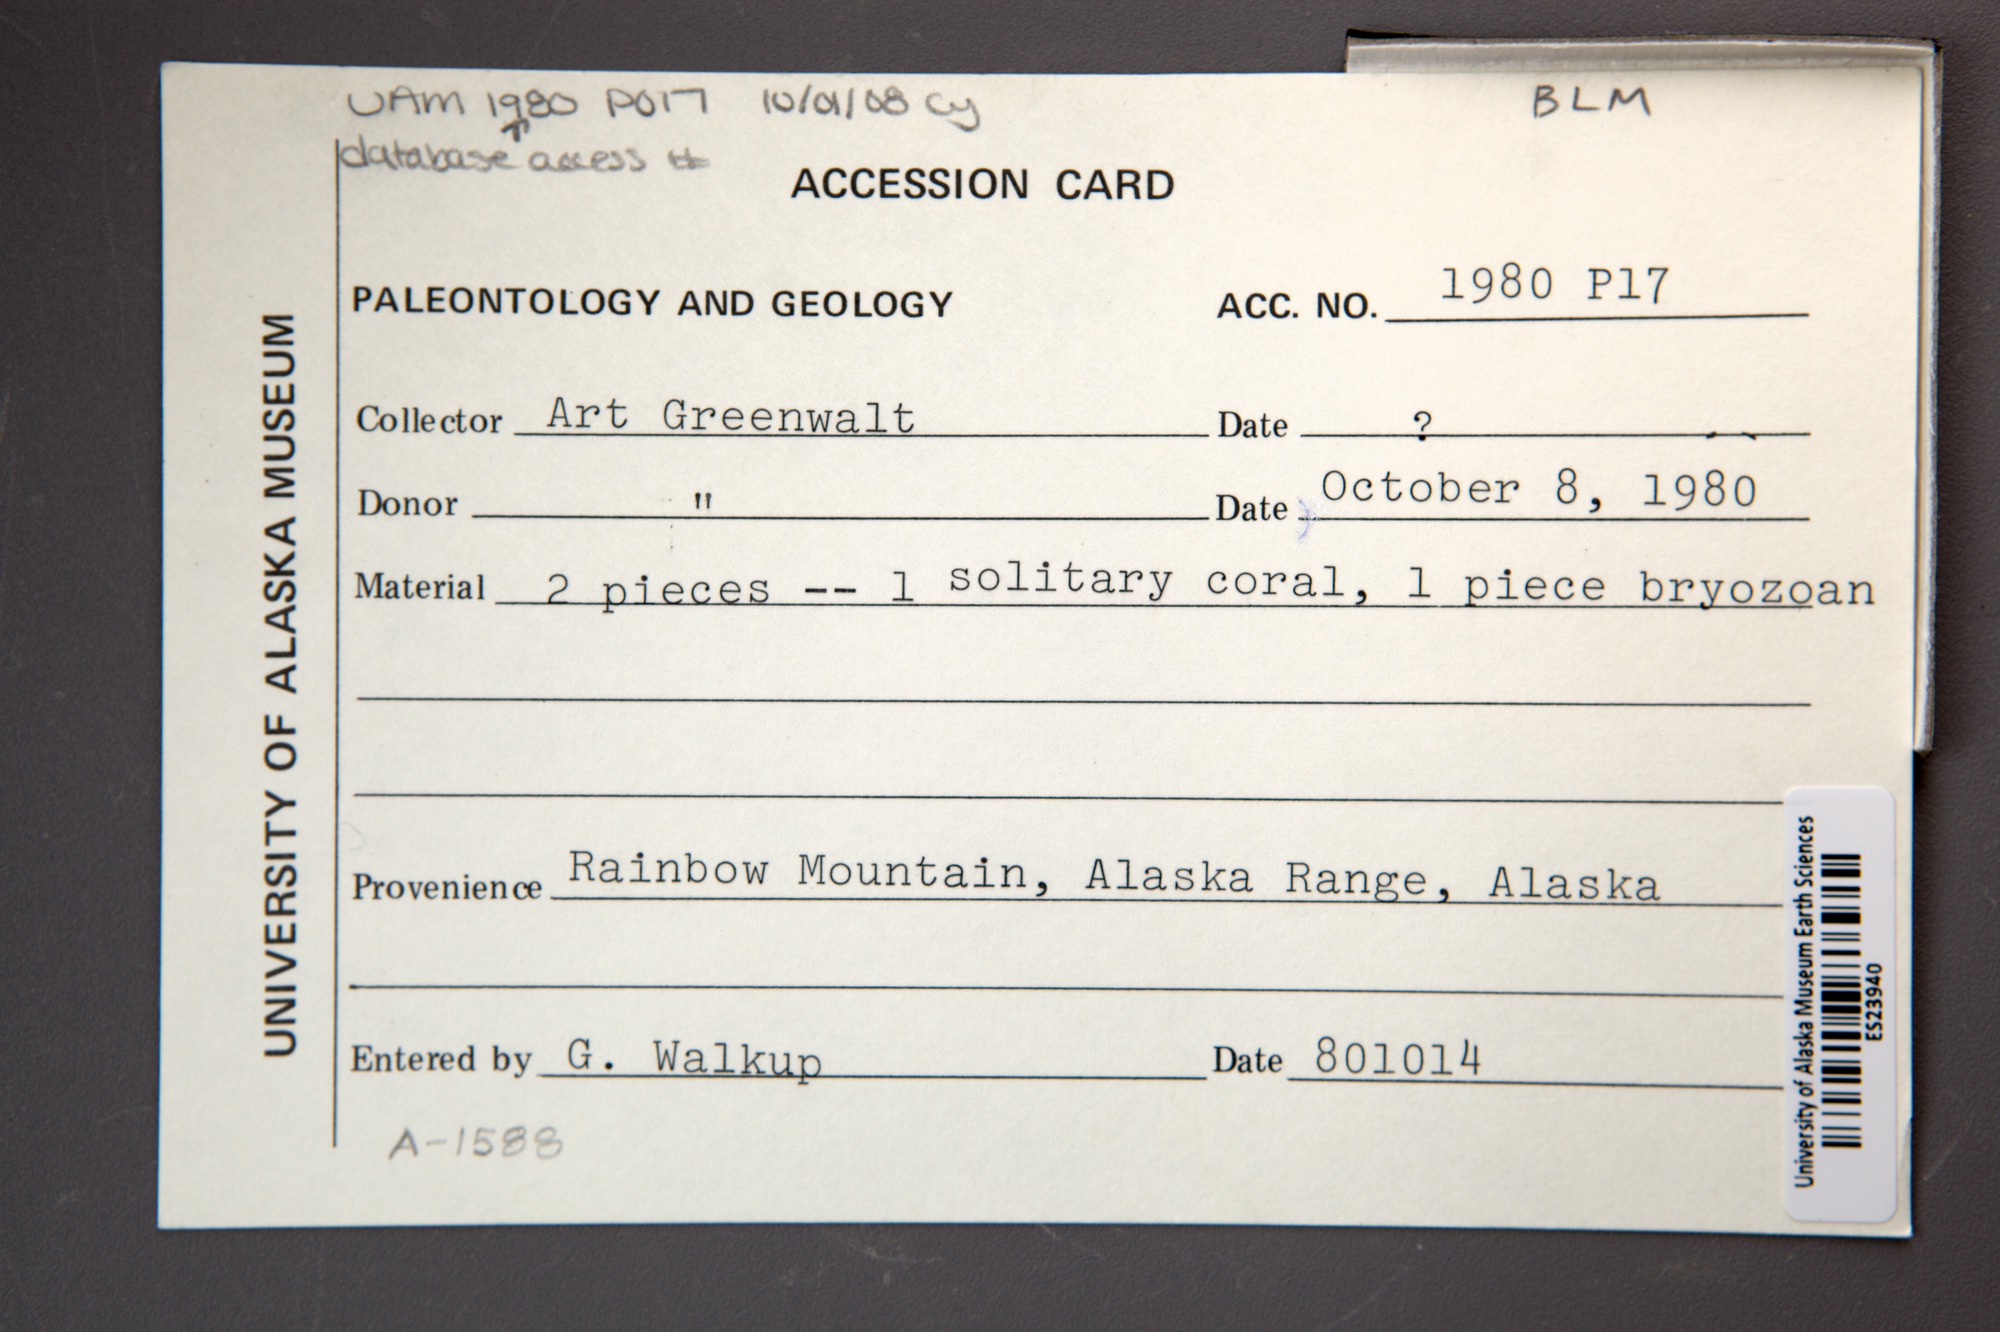 UAM 1980 P017 10/01/08 Cy
BLM
database access #
ACCESSION CARD
PALEONTOLOGY AND GEOLOGY ACC. NO. 1980 P17
Collector Art Greenwalt Date ?
Donor " Date October 8, 1980
Material 2 pieces -- 1 solitary coral, 1 piece bryozoan
Provenience Rainbow Mountain, Alaska Range, Alaska
Entered by G. Walkup Date 801014
A-1588
UNIVERSITY OF ALASKA MUSEUM
University of Alaska Museum Earth Sciences
ES23940